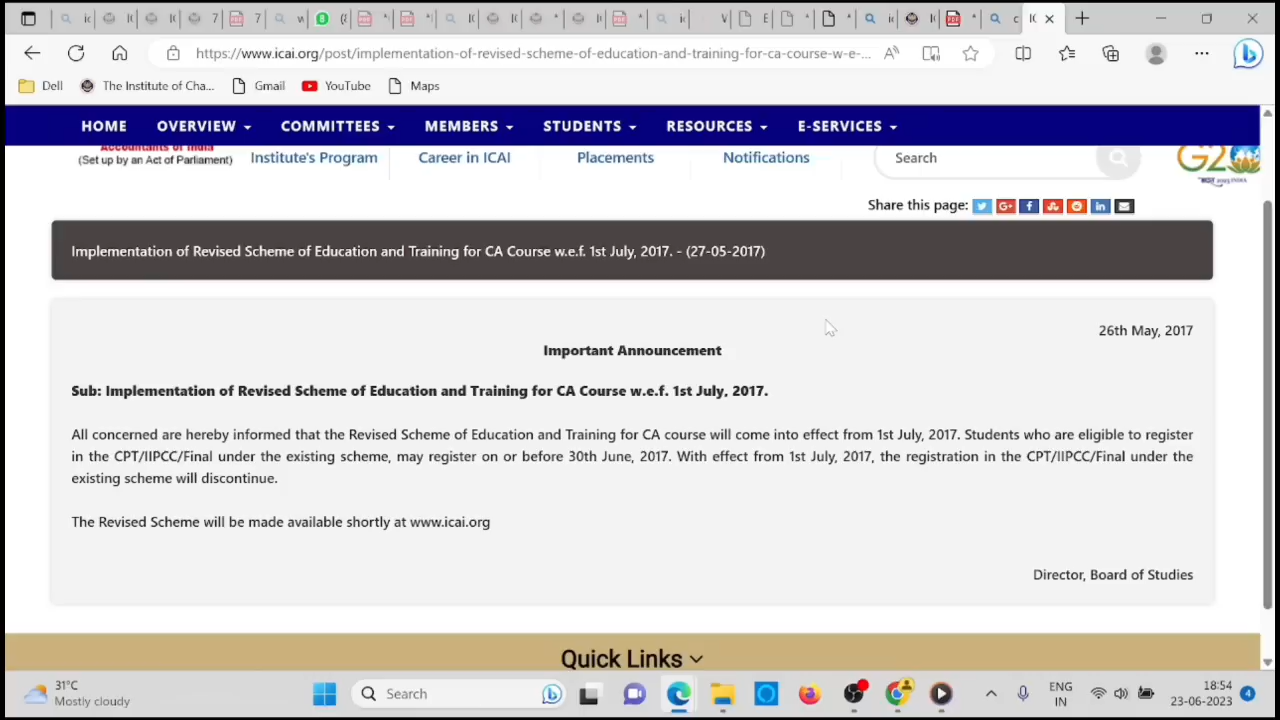 https://www.icai.org/post/implementation-of-revised-scheme-of-education-and-training-for-ca-course-w-e-...
Dell
The Institute of Cha...
Gmail
YouTube
Maps
HOME
OVERVIEW
COMMITTEES
MEMBERS
STUDENTS
RESOURCES
E-SERVICES
Accountants of India
(Set up by an Act of Parliament)
Institute's Program
Career in ICAI
Placements
Notifications
Search
G20
Share this page:
Implementation of Revised Scheme of Education and Training for CA Course w.e.f. 1st July, 2017. - (27-05-2017)
26th May, 2017
Important Announcement
Sub: Implementation of Revised Scheme of Education and Training for CA Course w.e.f. 1st July, 2017.
All concerned are hereby informed that the Revised Scheme of Education and Training for CA course will come into effect from 1st July, 2017. Students who are eligible to register
in the CPT/IIPCC/Final under the existing scheme, may register on or before 30th June, 2017. With effect from 1st July, 2017, the registration in the CPT/IIPCC/Final under the
existing scheme will discontinue.
The Revised Scheme will be made available shortly at www.icai.org
Director, Board of Studies
Quick Links
31°C
Mostly cloudy
Search
ENG
IN
18:54
23-06-2023
4